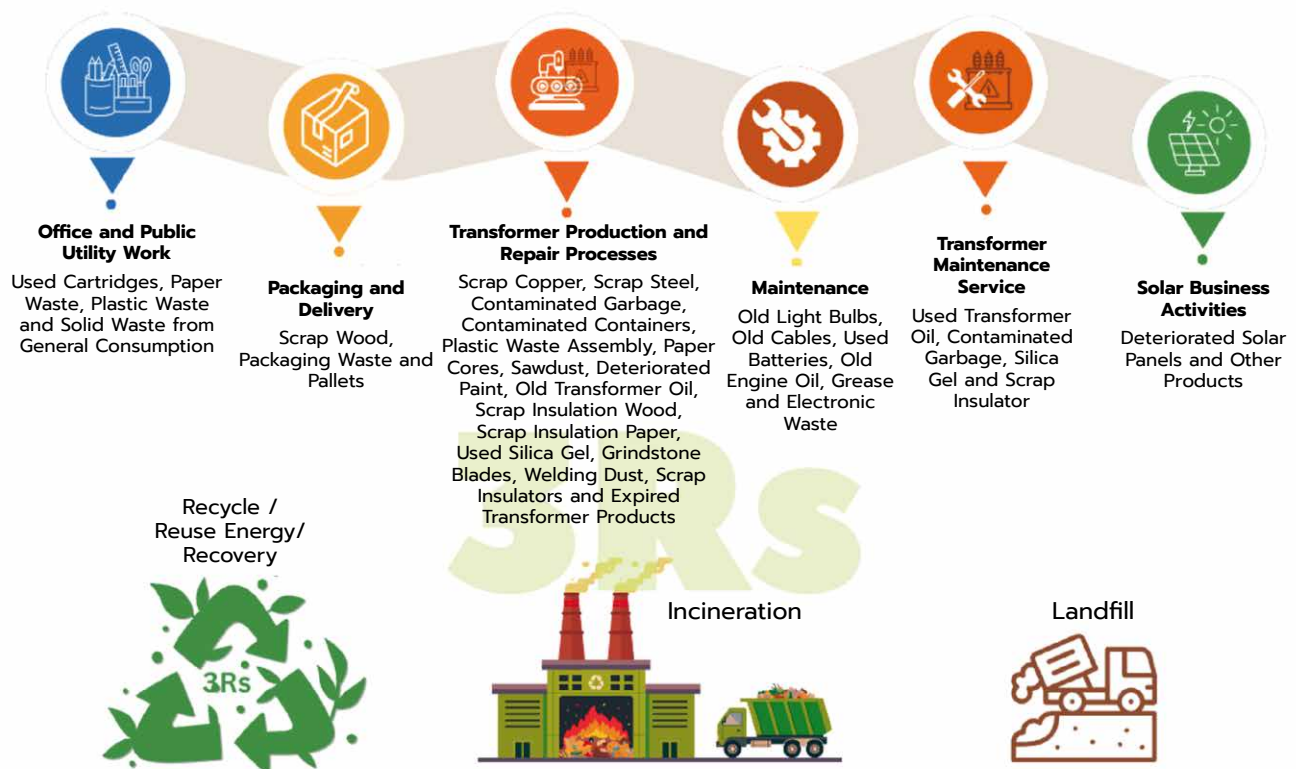 Office and Public
Utility Work
Used Cartridges, Paper
Waste, Plastic Waste
and Solid Waste from
General Consumption
Packaging and
Delivery
Scrap Wood,
Packaging Waste and
Pallets
Transformer Production and
Repair Processes
Scrap Copper, Scrap Steel,
Contaminated Garbage,
Contaminated Containers,
Plastic Waste Assembly, Paper
Cores, Sawdust, Deteriorated
Paint, Old Transformer Oil,
Scrap Insulation Wood,
Scrap Insulation Paper,
Used Silica Gel, Grindstone
Blades, Welding Dust, Scrap
Insulators and Expired
Transformer Products
Maintenance
Old Light Bulbs,
Old Cables, Used
Batteries, Old
Engine Oil, Grease
and Electronic
Waste
Transformer
Maintenance
Service
Used Transformer
Oil, Contaminated
Garbage, Silica
Gel and Scrap
Insulator
Solar Business
Activities
Deteriorated Solar
Panels and Other
Products
3Rs
Recycle /
Reuse Energy/
Recovery
3Rs
Incineration
Landfill